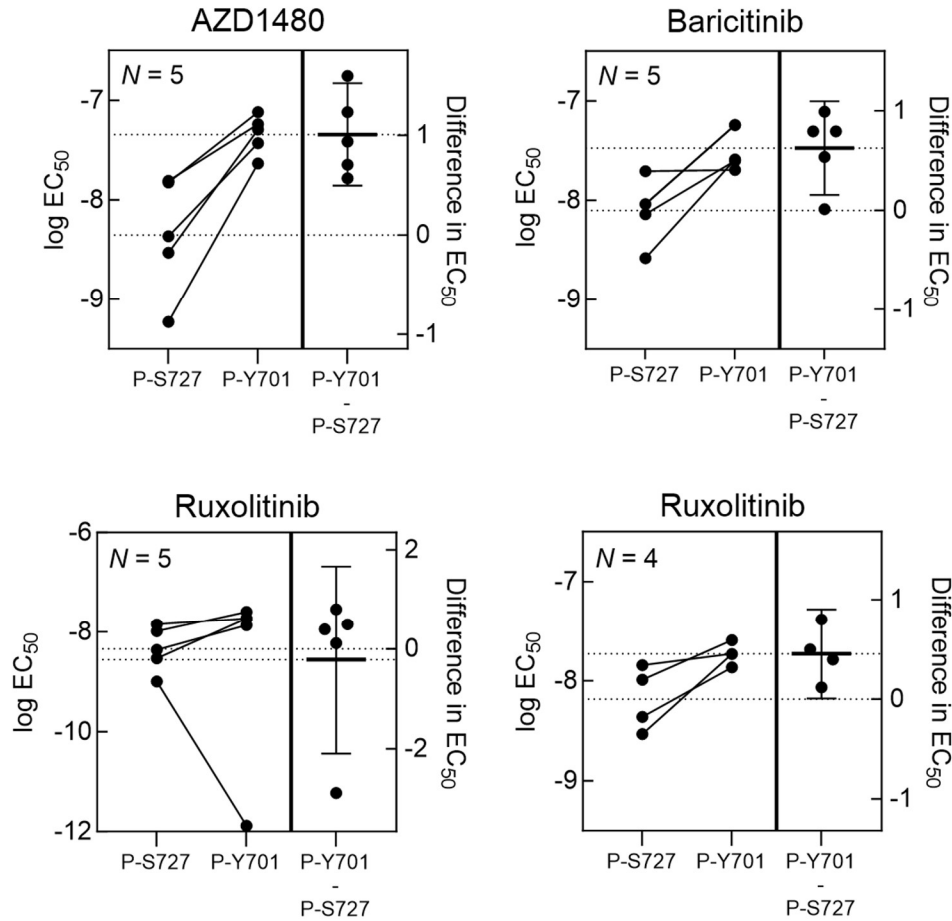 AZD1480
N = 5
-7
-8
-9
log EC50
1
0
-1
Difference in EC50
P-S727 P-Y701 P-Y701
-
P-S727
Baricitinib
N = 5
-7
-8
-9
log EC50
1
0
-1
Difference in EC50
P-S727 P-Y701 P-Y701
-
P-S727
Ruxolitinib
N = 5
-6
-8
-10
-12
log EC50
2
0
-2
Difference in EC50
P-S727 P-Y701 P-Y701
-
P-S727
Ruxolitinib
N = 4
-7
-8
-9
log EC50
1
0
-1
Difference in EC50
P-S727 P-Y701 P-Y701
-
P-S727